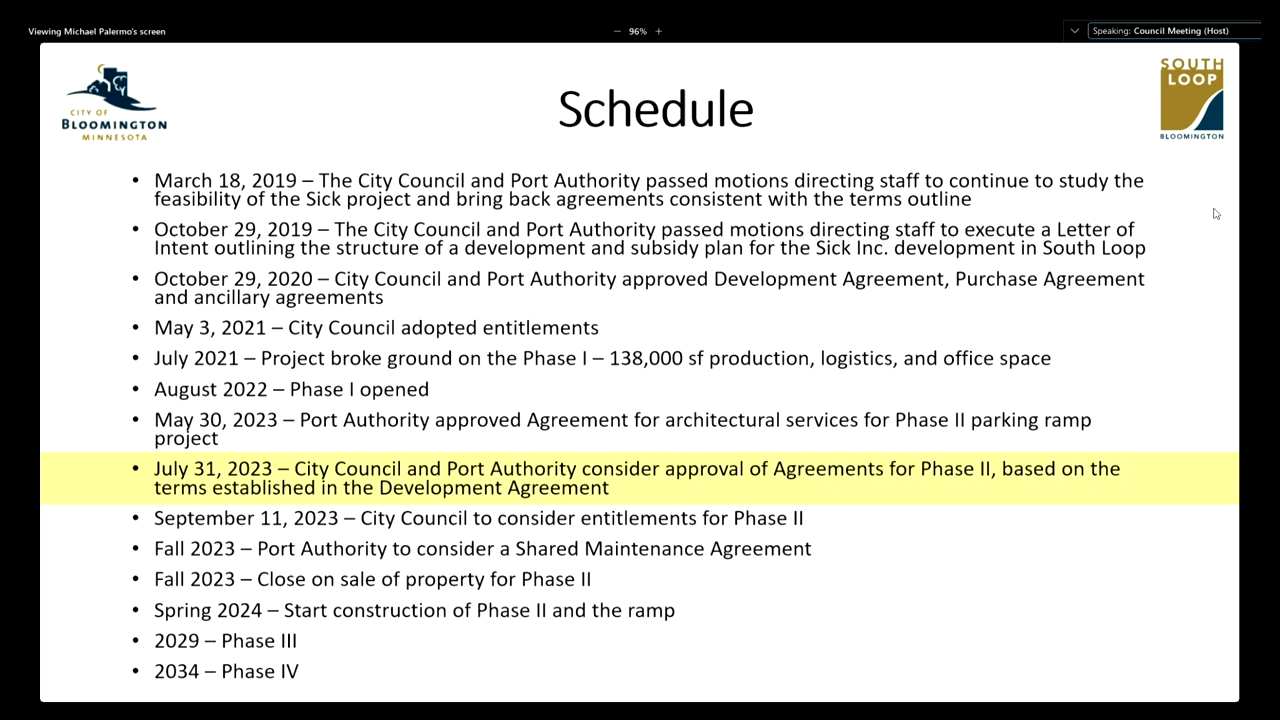 Viewing Michael Palermo's screen
− 96% +
Speaking: Council Meeting (Host)
CITY OF
BLOOMINGTON
MINNESOTA
Schedule
SOUTH
LOOP
BLOOMINGTON
• March 18, 2019 – The City Council and Port Authority passed motions directing staff to continue to study the
feasibility of the Sick project and bring back agreements consistent with the terms outline
• October 29, 2019 – The City Council and Port Authority passed motions directing staff to execute a Letter of
Intent outlining the structure of a development and subsidy plan for the Sick Inc. development in South Loop
• October 29, 2020 – City Council and Port Authority approved Development Agreement, Purchase Agreement
and ancillary agreements
• May 3, 2021 – City Council adopted entitlements
• July 2021 – Project broke ground on the Phase I – 138,000 sf production, logistics, and office space
• August 2022 – Phase I opened
• May 30, 2023 – Port Authority approved Agreement for architectural services for Phase II parking ramp
project
• July 31, 2023 – City Council and Port Authority consider approval of Agreements for Phase II, based on the
terms established in the Development Agreement
• September 11, 2023 – City Council to consider entitlements for Phase II
• Fall 2023 – Port Authority to consider a Shared Maintenance Agreement
• Fall 2023 – Close on sale of property for Phase II
• Spring 2024 – Start construction of Phase II and the ramp
• 2029 – Phase III
• 2034 – Phase IV